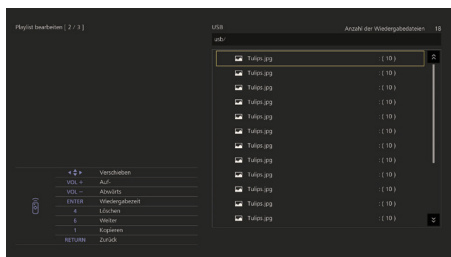 Playlist bearbeiten [ 2 / 3 ]
USB
Anzahl der Wiedergabedateien 18
usb/
Tulips.jpg :( 10 )
Tulips.jpg :( 10 )
Tulips.jpg :( 10 )
Tulips.jpg :( 10 )
Tulips.jpg :( 10 )
Tulips.jpg :( 10 )
Tulips.jpg :( 10 )
Tulips.jpg :( 10 )
Tulips.jpg :( 10 )
Tulips.jpg :( 10 )
Tulips.jpg :( 10 )
Tulips.jpg :( 10 )
Verschieben
VOL + Auf-
VOL − Abwärts
ENTER Wiedergabezeit
4 Löschen
6 Weiter
1 Kopieren
RETURN Zurück